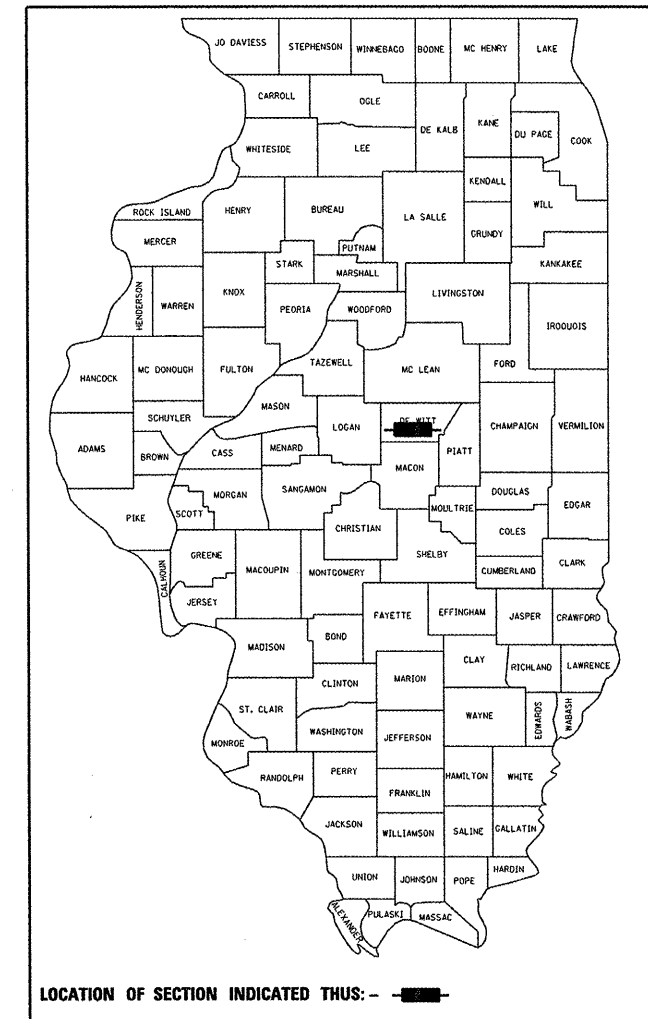 JO DAVIESS STEPHENSON WINNEBAGO BOONE MC HENRY LAKE
CARROLL OGLE DE KALB KANE DU PAGE COOK
WHITESIDE LEE
KENDALL WILL
ROCK ISLAND HENRY BUREAU LA SALLE GRUNDY
MERCER PUTNAM KANKAKEE
STARK MARSHALL
HENDERSON WARREN KNOX PEORIA WOODFORD LIVINGSTON IROQUOIS
HANCOCK MC DONOUGH FULTON TAZEWELL MC LEAN FORD
MASON
SCHUYLER LOGAN DE WITT CHAMPAIGN VERMILION
ADAMS BROWN CASS MENARD MACON PIATT
MORGAN SANGAMON DOUGLAS
PIKE SCOTT CHRISTIAN MOULTRIE COLES EDGAR
GREENE MACOUPIN MONTGOMERY SHELBY CUMBERLAND CLARK
CALHOUN JERSEY
FAYETTE EFFINGHAM JASPER CRAWFORD
MADISON BOND
CLAY RICHLAND LAWRENCE
CLINTON MARION
ST. CLAIR WAYNE EDWARDS WABASH
WASHINGTON JEFFERSON
MONROE
RANDOLPH PERRY HAMILTON WHITE
FRANKLIN
JACKSON WILLIAMSON SALINE GALLATIN
UNION JOHNSON POPE HARDIN
ALEXANDER PULASKI MASSAC
LOCATION OF SECTION INDICATED THUS: -